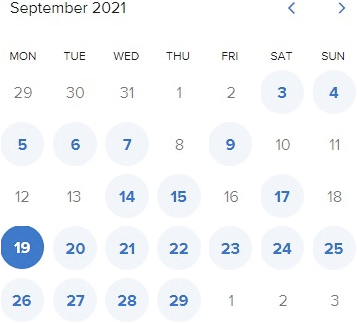 September 2021
MON TUE WED THU FRI SAT SUN
29 30 31 1 2 3 4
5 6 7 8 9 10 11
12 13 14 15 16 17 18
19 20 21 22 23 24 25
26 27 28 29 1 2 3